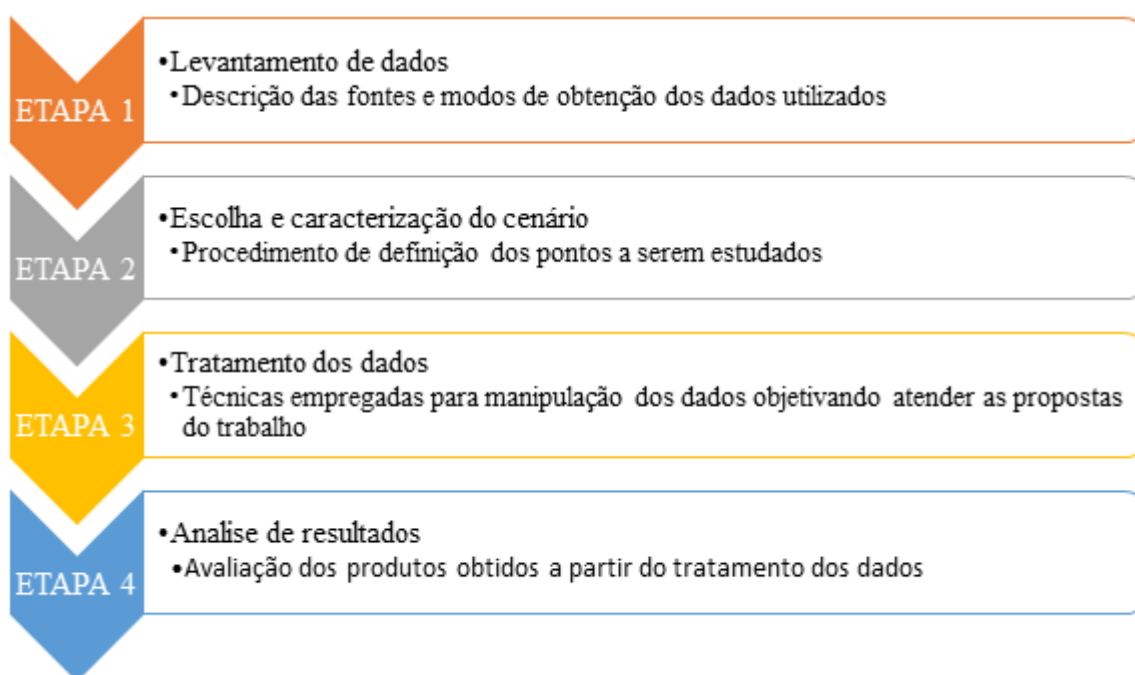 ETAPA 1
•Levantamento de dados
•Descrição das fontes e modos de obtenção dos dados utilizados
ETAPA 2
•Escolha e caracterização do cenário
•Procedimento de definição dos pontos a serem estudados
ETAPA 3
•Tratamento dos dados
•Técnicas empregadas para manipulação dos dados objetivando atender as propostas
do trabalho
ETAPA 4
•Analise de resultados
•Avaliação dos produtos obtidos a partir do tratamento dos dados